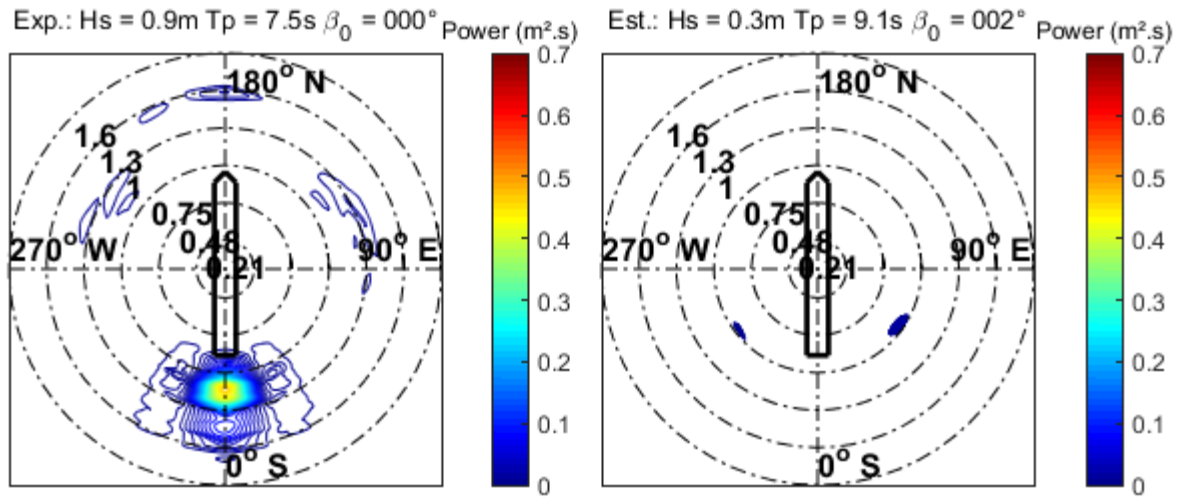 Exp.: Hs = 0.9m Tp = 7.5s β0 = 000°
Power (m².s)
180° N
1.6
1.3
1
0.75
0.48
0.21
270° W
90° E
0° S
0.7
0.6
0.5
0.4
0.3
0.2
0.1
0
Est.: Hs = 0.3m Tp = 9.1s β0 = 002°
Power (m².s)
180° N
1.6
1.3
1
0.75
0.48
0.21
270° W
90° E
0° S
0.7
0.6
0.5
0.4
0.3
0.2
0.1
0